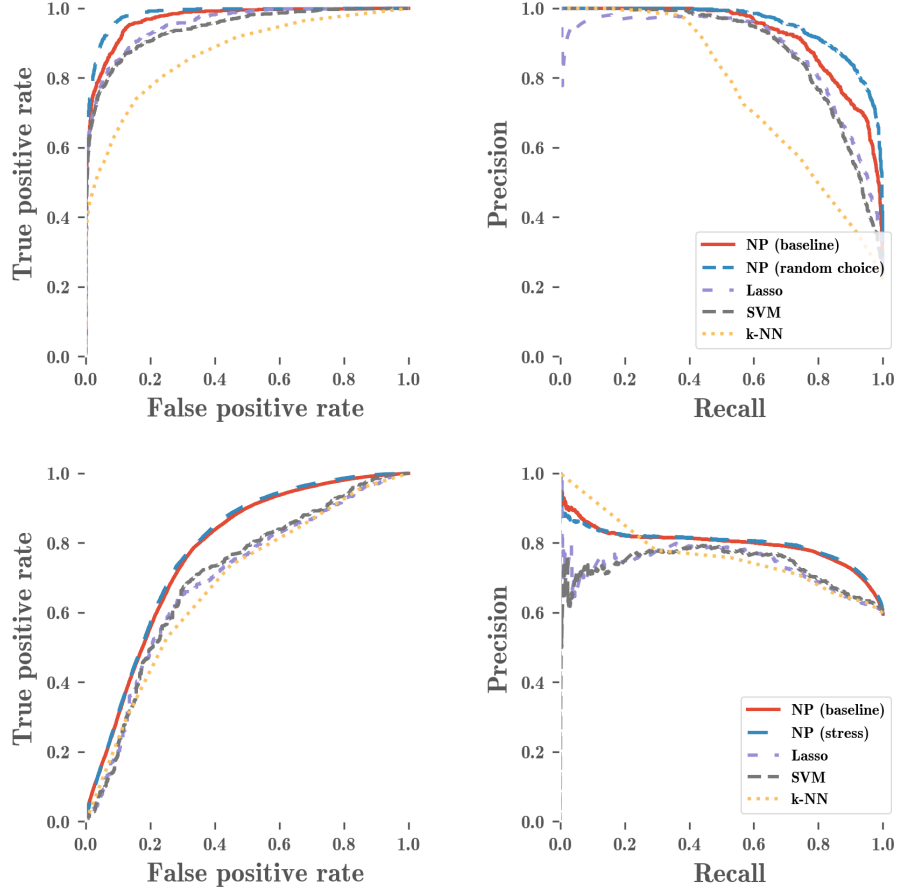 1.0
0.8
0.6
0.4
0.2
0.0
True positive rate
0.0 0.2 0.4 0.6 0.8 1.0
False positive rate
1.0
0.8
0.6
0.4
0.2
0.0
Precision
0.0 0.2 0.4 0.6 0.8 1.0
Recall
NP (baseline)
NP (random choice)
Lasso
SVM
k-NN
1.0
0.8
0.6
0.4
0.2
0.0
True positive rate
0.0 0.2 0.4 0.6 0.8 1.0
False positive rate
1.0
0.8
0.6
0.4
0.2
0.0
Precision
0.0 0.2 0.4 0.6 0.8 1.0
Recall
NP (baseline)
NP (stress)
Lasso
SVM
k-NN